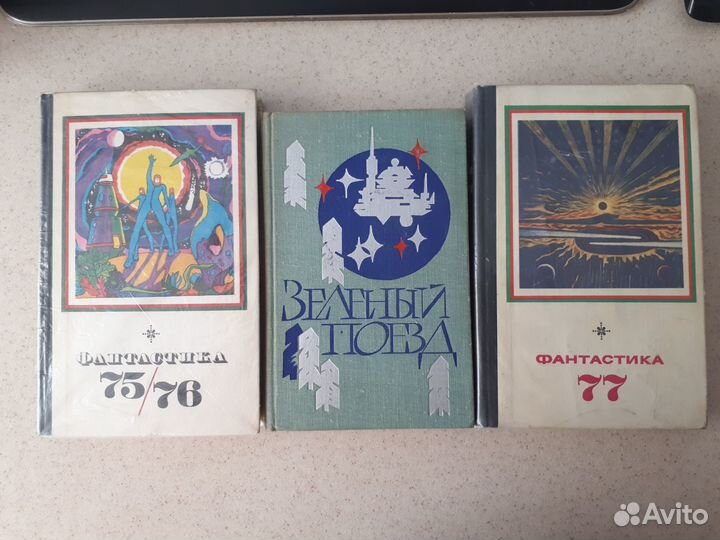 ФАНТАСТИКА
75/76
ЗЕЛЕНЫЙ
ПОЕЗД
ФАНТАСТИКА
77
Avito